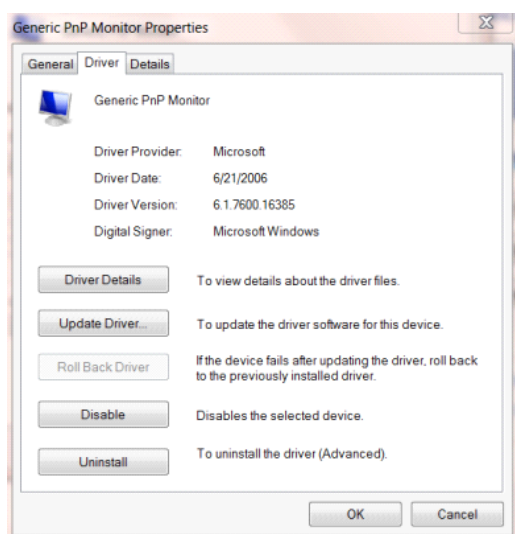 Generic PnP Monitor Properties
General Driver Details
Generic PnP Monitor
Driver Provider: Microsoft
Driver Date: 6/21/2006
Driver Version: 6.1.7600.16385
Digital Signer: Microsoft Windows
Driver Details To view details about the driver files.
Update Driver... To update the driver software for this device.
Roll Back Driver If the device fails after updating the driver, roll back
to the previously installed driver.
Disable Disables the selected device.
Uninstall To uninstall the driver (Advanced).
OK Cancel